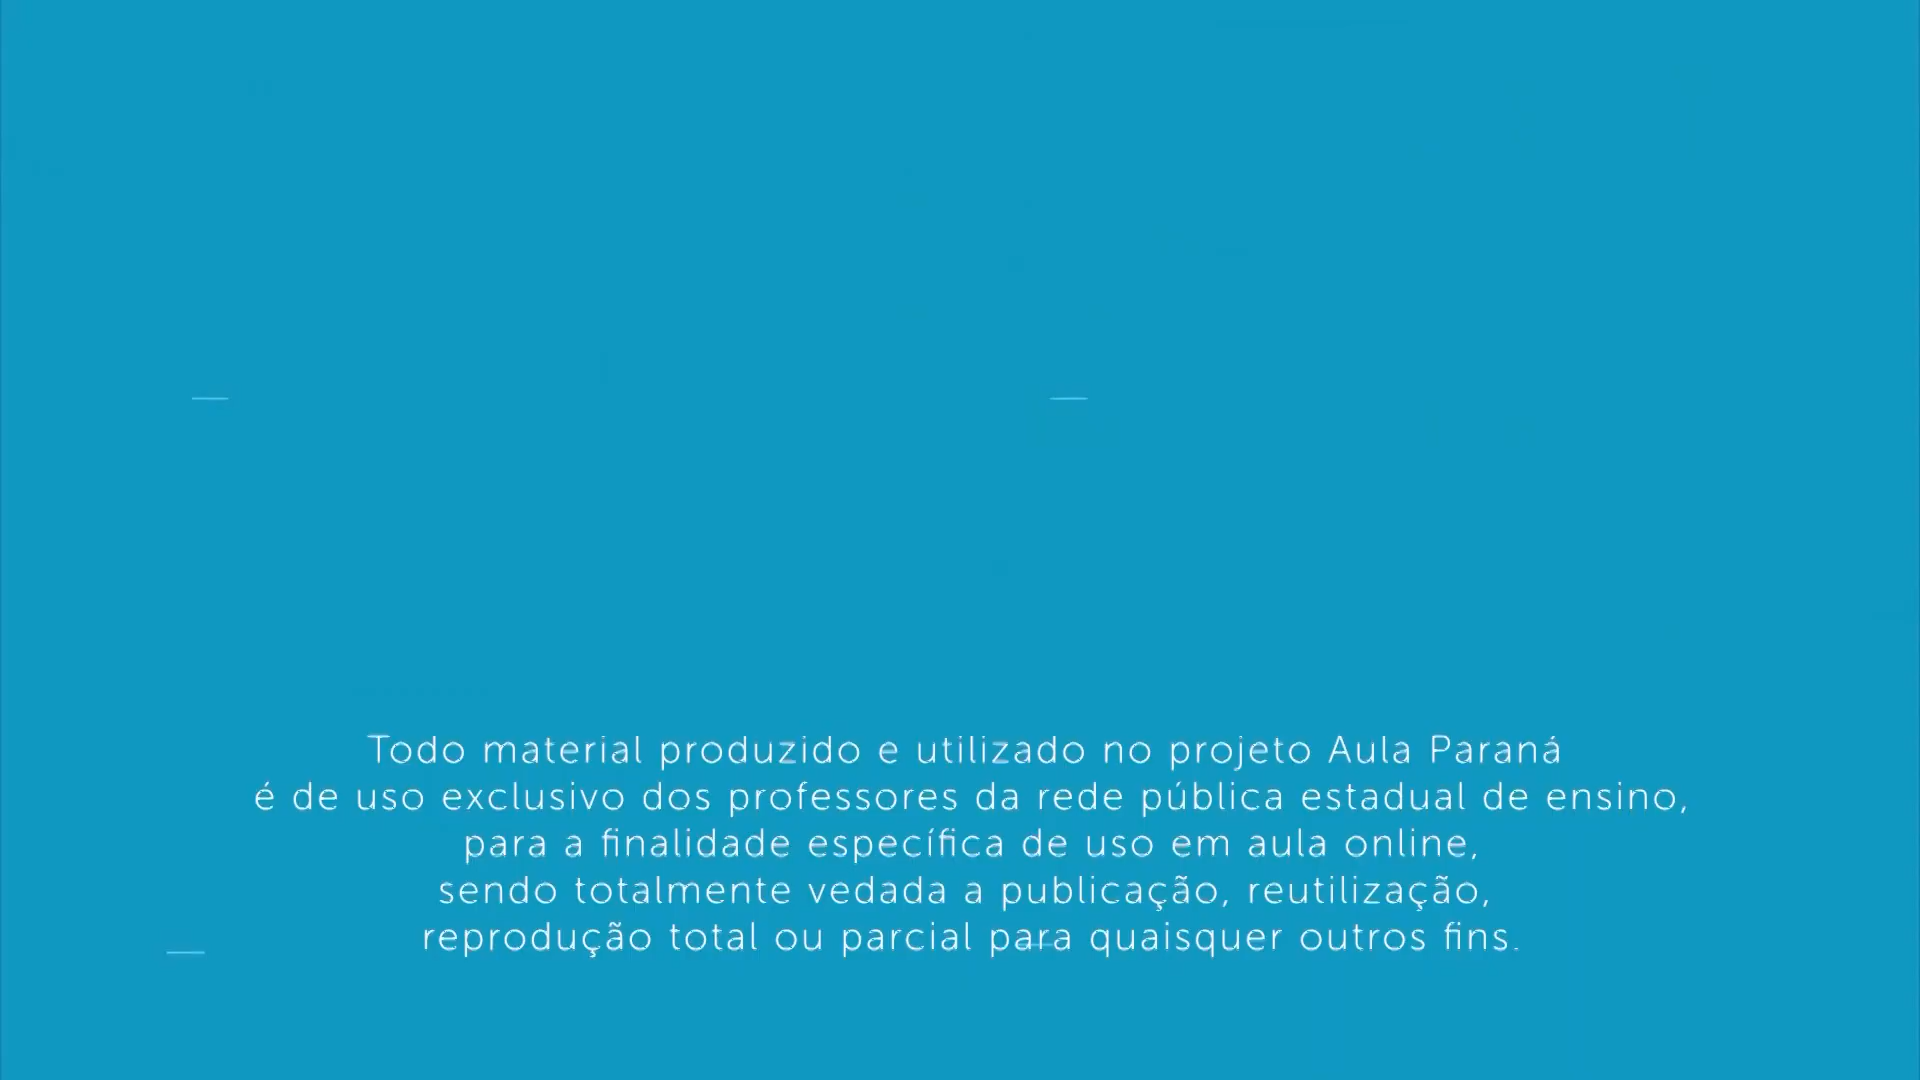 Todo material produzido e utilizado no projeto Aula Paraná
é de uso exclusivo dos professores da rede pública estadual de ensino,
para a finalidade específica de uso em aula online,
sendo totalmente vedada a publicação, reutilização,
reprodução total ou parcial para quaisquer outros fins.